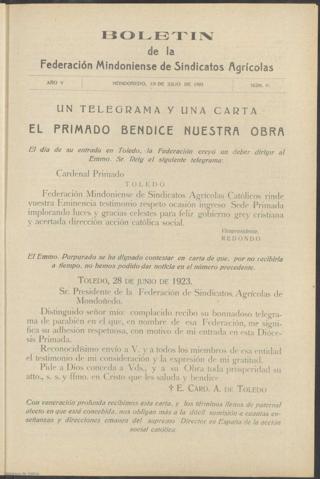 BOLETIN
de la
Federación Mindoniense de Sindicatos Agrícolas
AÑO V
MONDOÑEDO, 15 DE JULIO DE 1923
NÚM.
UN TELEGRAMA Y UNA CARTA
EL PRIMADO BENDICE NUESTRA OBRA
El día de su entrada en Toledo, la Federación creyó un deber dirigir al
Emmo. Sr. Reig el siguiente telegrama:
Cardenal Primado
TOLEDO
Federación Mindoniense de Sindicatos Agrícolas Católicos rinde
vuestra Eminencia testimonio respeto ocasión ingreso Sede Primada
implorando luces y gracias celestes para feliz gobierno grey cristiana
y acertada dirección acción católica social.
Vicepresidente,
REDONDO
El Emmo. Purpurado se ha dignado contestar en carta de que, por no recibirla
a tiempo, no hemos podido dar noticia en el número precedente.
TOLEDO, 28 DE JUNIO DE 1923.
Sr. Presidente de la Federación de Sindicatos Agrícolas de
Mondoñedo.
Distinguido señor mío: complacido recibo su bonnadoso telegra-
ma de parabién en el que, en nombre de esa Federación, me signi-
fica su adhesión respetuosa, con motivo de mi entrada en esta Dióce-
sis Primada.
Reconocidísimo envío a V. y a todos los miembros de esa entidad
el testimonio de mi consideración y la expresión de mi gratitud.
Pide a Dios conceda a Vds., y a su Obra toda prosperidad su
atto., s. s. y ffmo. en Cristo que les saluda y bendice
† E. CARD. A. DE TOLEDO
Con veneración profunda recibimos esta carta, y los términos llenos de paternal
afecto en que está concebida, nos obligan más a la dócil sumisión a cuantas en-
señanzas y direcciones emanen del supremo Director en España de la acción
social católica.